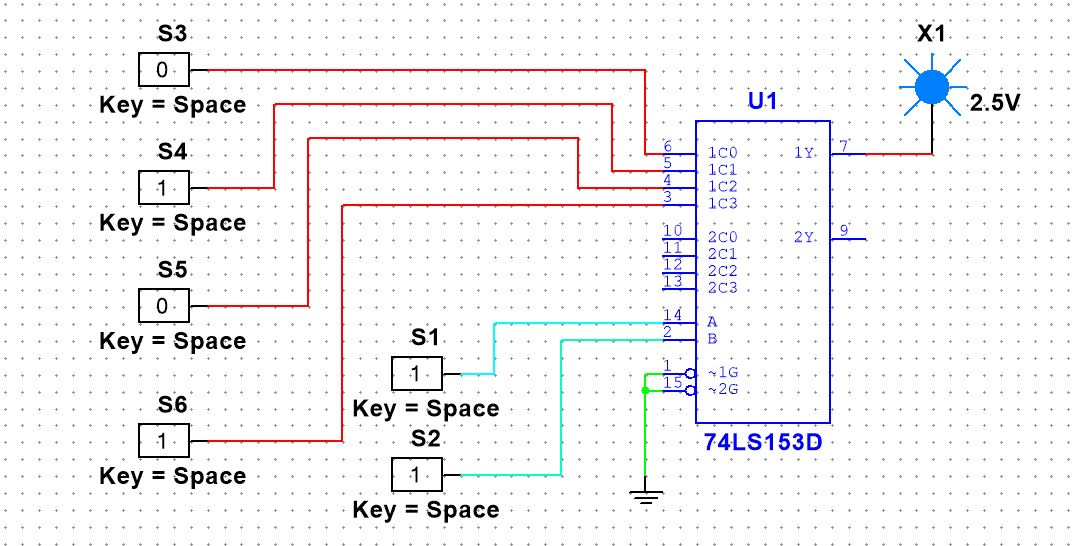 S3
0
Key = Space
S4
1
Key = Space
S5
0
Key = Space
S6
1
Key = Space
S1
1
Key = Space
S2
1
Key = Space
U1
6 1C0 1Y 7
5 1C1
4 1C2
3 1C3
10 2C0 2Y 9
11 2C1
12 2C2
13 2C3
14 A
2 B
1 ~1G
15 ~2G
74LS153D
X1
2.5V